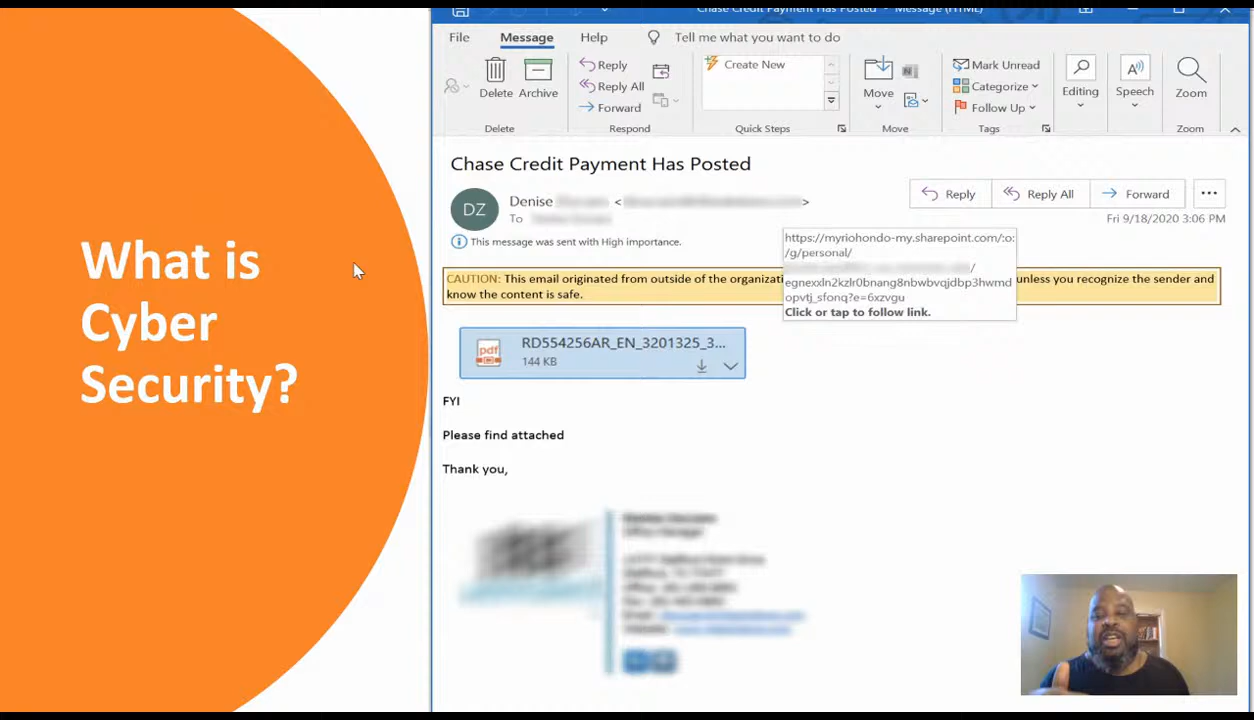 What is
Cyber
Security?
Chase Credit Payment Has Posted - Message (HTML)
File Message Help Tell me what you want to do
Delete Archive
Reply
Reply All
Forward
Create New
Move
Mark Unread
Categorize
Follow Up
Editing
Speech
Zoom
Delete Respond Quick Steps Move Tags Zoom
Chase Credit Payment Has Posted
DZ
Denise < >
To
Reply Reply All Forward
Fri 9/18/2020 3:06 PM
This message was sent with High importance.
https://myriohondo-my.sharepoint.com/:o:
/g/personal/
/
egnexxln2kzlr0bnang8nbwbvqjdbp3hwmd
opvtj_sfonq?e=6xzvgu
Click or tap to follow link.
CAUTION: This email originated from outside of the organizati unless you recognize the sender and
know the content is safe.
pdf
RD554256AR_EN_3201325_3...
144 KB
FYI
Please find attached
Thank you,